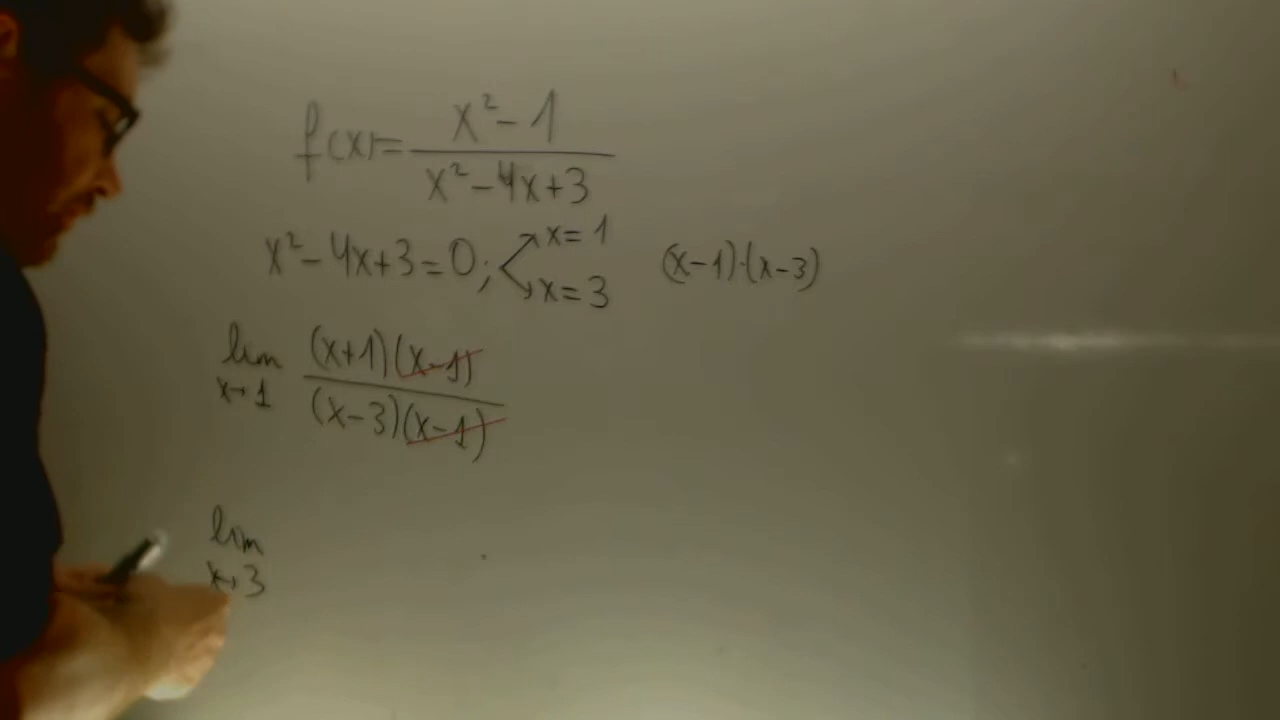 f(x)= x²-1
x²-4x+3
x²-4x+3=0; x=1
x=3
(x-1)·(x-3)
lim (x+1)(x-1)
x→1 (x-3)(x-1)
lim
x→3